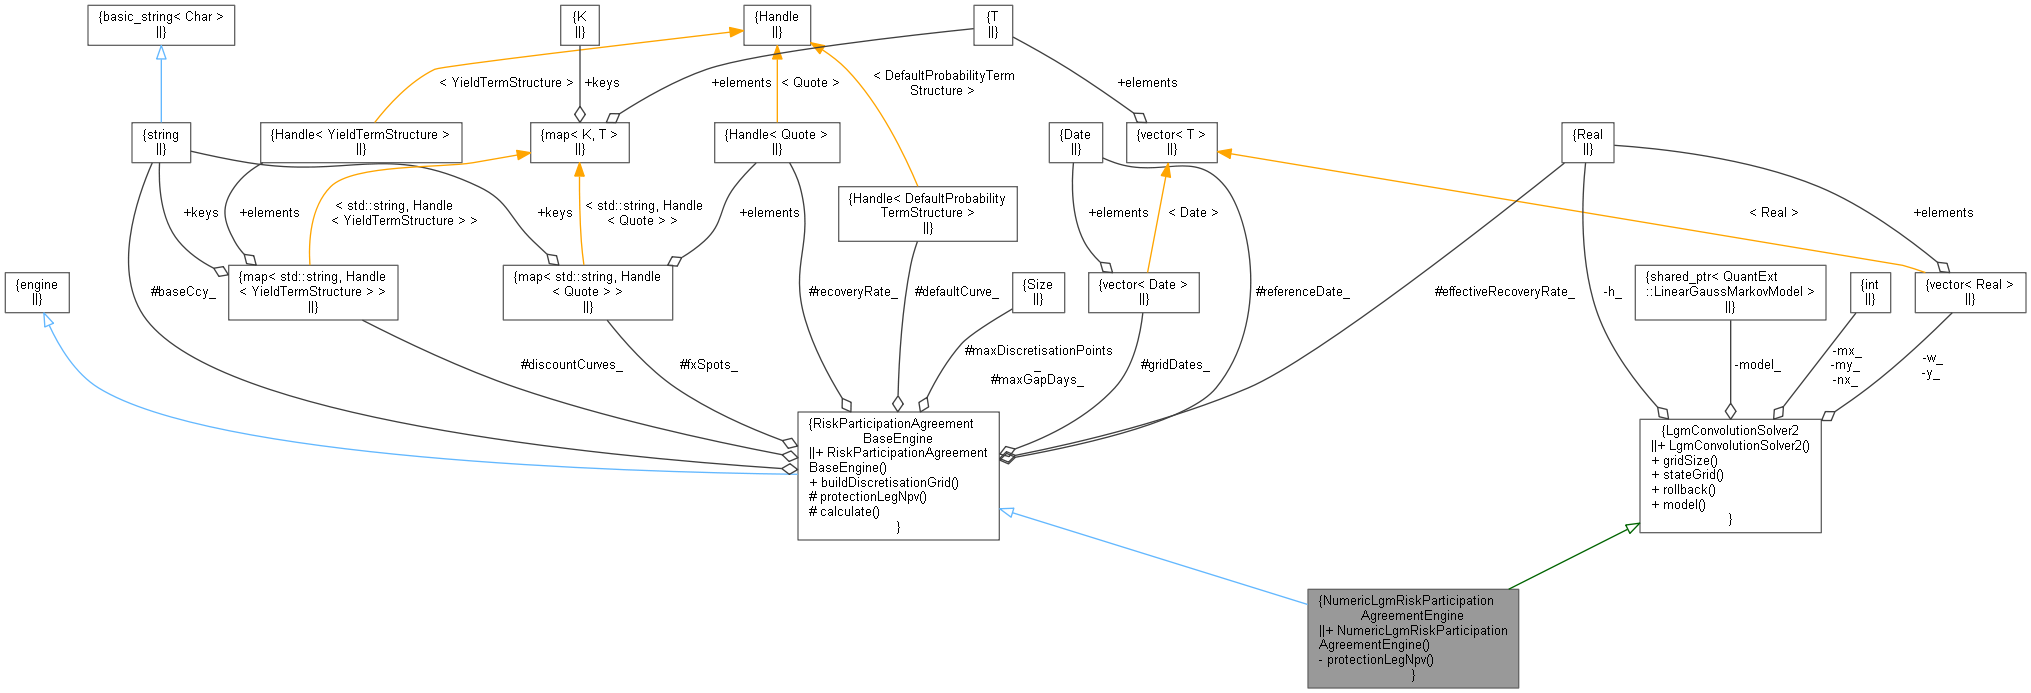 {basic_string< Char >
||}
{K
||}
{Handle
||}
{T
||}
< YieldTermStructure >
+keys
+elements
< Quote >
< DefaultProbabilityTerm
Structure >
+elements
{string
||}
{Handle< YieldTermStructure >
||}
{map< K, T >
||}
{Handle< Quote >
||}
{Date
||}
{vector< T >
||}
{Real
||}
{Handle< DefaultProbability
TermStructure >
||}
+keys
+elements
< std::string, Handle
< YieldTermStructure > >
+keys
< std::string, Handle
< Quote > >
+elements
+elements
< Date >
< Real >
+elements
{engine
||}
#baseCcy_
{map< std::string, Handle
< YieldTermStructure > >
||}
{map< std::string, Handle
< Quote > >
||}
#recoveryRate_
#defaultCurve_
{Size
||}
{vector< Date >
||}
#referenceDate_
#effectiveRecoveryRate_
-h_
{shared_ptr< QuantExt
::LinearGaussMarkovModel >
||}
{int
||}
{vector< Real >
||}
#discountCurves_
#fxSpots_
#maxDiscretisationPoints
_
#maxGapDays_
#gridDates_
-model_
-mx_
-my_
-nx_
-w_
-y_
{RiskParticipationAgreement
BaseEngine
||+ RiskParticipationAgreement
BaseEngine()
+ buildDiscretisationGrid()
# protectionLegNpv()
# calculate()
}
{LgmConvolutionSolver2
||+ LgmConvolutionSolver2()
+ gridSize()
+ stateGrid()
+ rollback()
+ model()
}
{NumericLgmRiskParticipation
AgreementEngine
||+ NumericLgmRiskParticipation
AgreementEngine()
- protectionLegNpv()
}